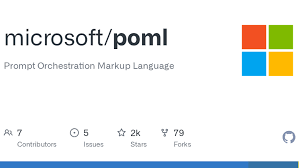 microsoft/poml
Prompt Orchestration Markup Language
7
Contributors
5
Issues
2k
Stars
79
Forks